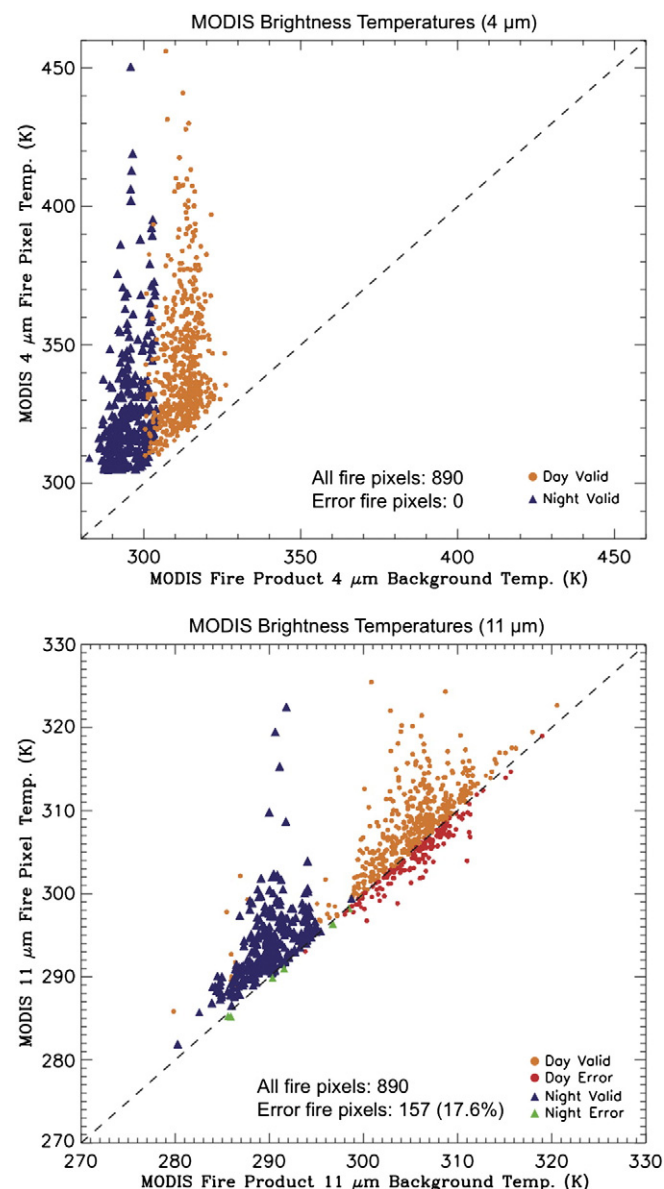 MODIS Brightness Temperatures (4 µm)
MODIS 4 µm Fire Pixel Temp. (K)
450
400
350
300
All fire pixels: 890
Error fire pixels: 0
Day Valid
Night Valid
300 350 400 450
MODIS Fire Product 4 µm Background Temp. (K)
MODIS Brightness Temperatures (11 µm)
MODIS 11 µm Fire Pixel Temp. (K)
330
320
310
300
290
280
270
All fire pixels: 890
Error fire pixels: 157 (17.6%)
Day Valid
Day Error
Night Valid
Night Error
270 280 290 300 310 320 330
MODIS Fire Product 11 µm Background Temp. (K)